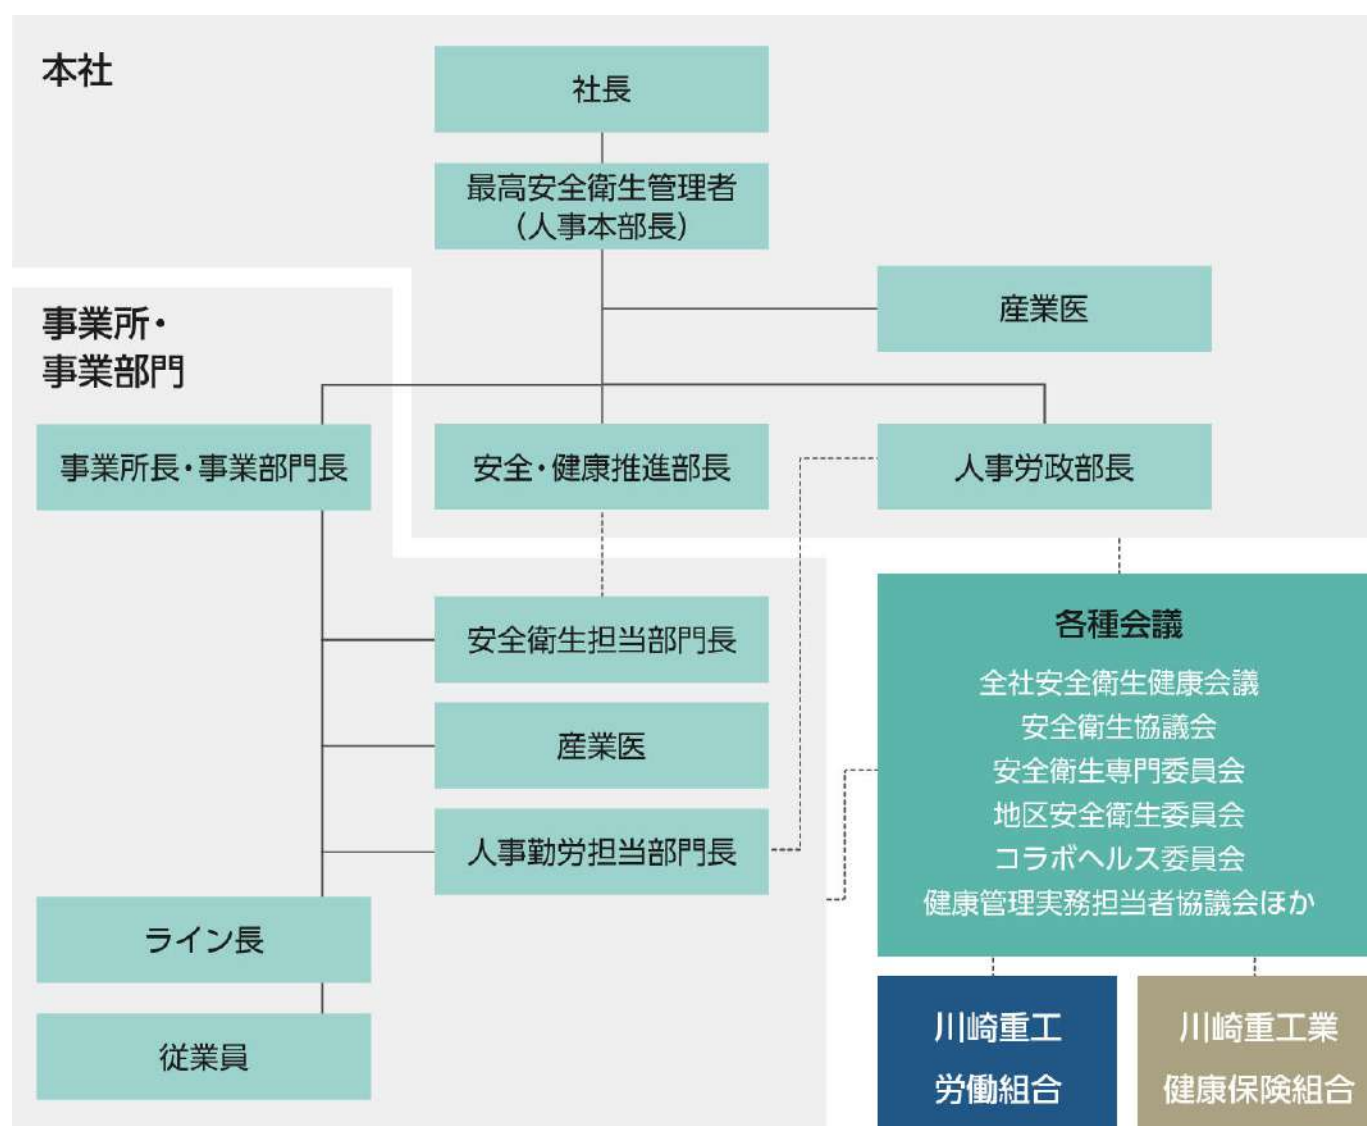 本社
社長
最高安全衛生管理者
(人事本部長)
産業医
事業所・
事業部門
事業所長・事業部門長
安全・健康推進部長
人事労政部長
安全衛生担当部門長
産業医
人事勤労担当部門長
ライン長
従業員
各種会議
全社安全衛生健康会議
安全衛生協議会
安全衛生専門委員会
地区安全衛生委員会
コラボヘルス委員会
健康管理実務担当者協議会ほか
川崎重工
労働組合
川崎重工業
健康保険組合